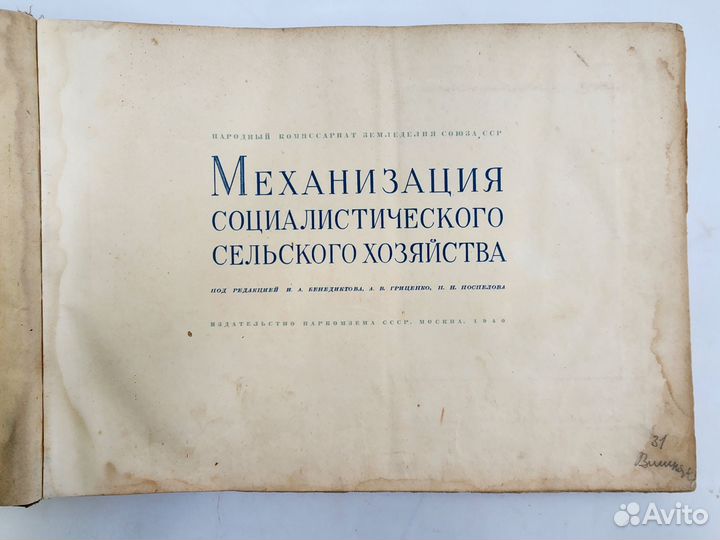 НАРОДНЫЙ КОМИССАРИАТ ЗЕМЛЕДЕЛИЯ СОЮЗА ССР
МЕХАНИЗАЦИЯ
СОЦИАЛИСТИЧЕСКОГО
СЕЛЬСКОГО ХОЗЯЙСТВА
ПОД РЕДАКЦИЕЙ И. А. БЕНЕДИКТОВА, А. В. ГРИЦЕНКО, П. Н. ПОСПЕЛОВА
ИЗДАТЕЛЬСТВО НАРКОМЗЕМА СССР. МОСКВА. 1940
31
Avito